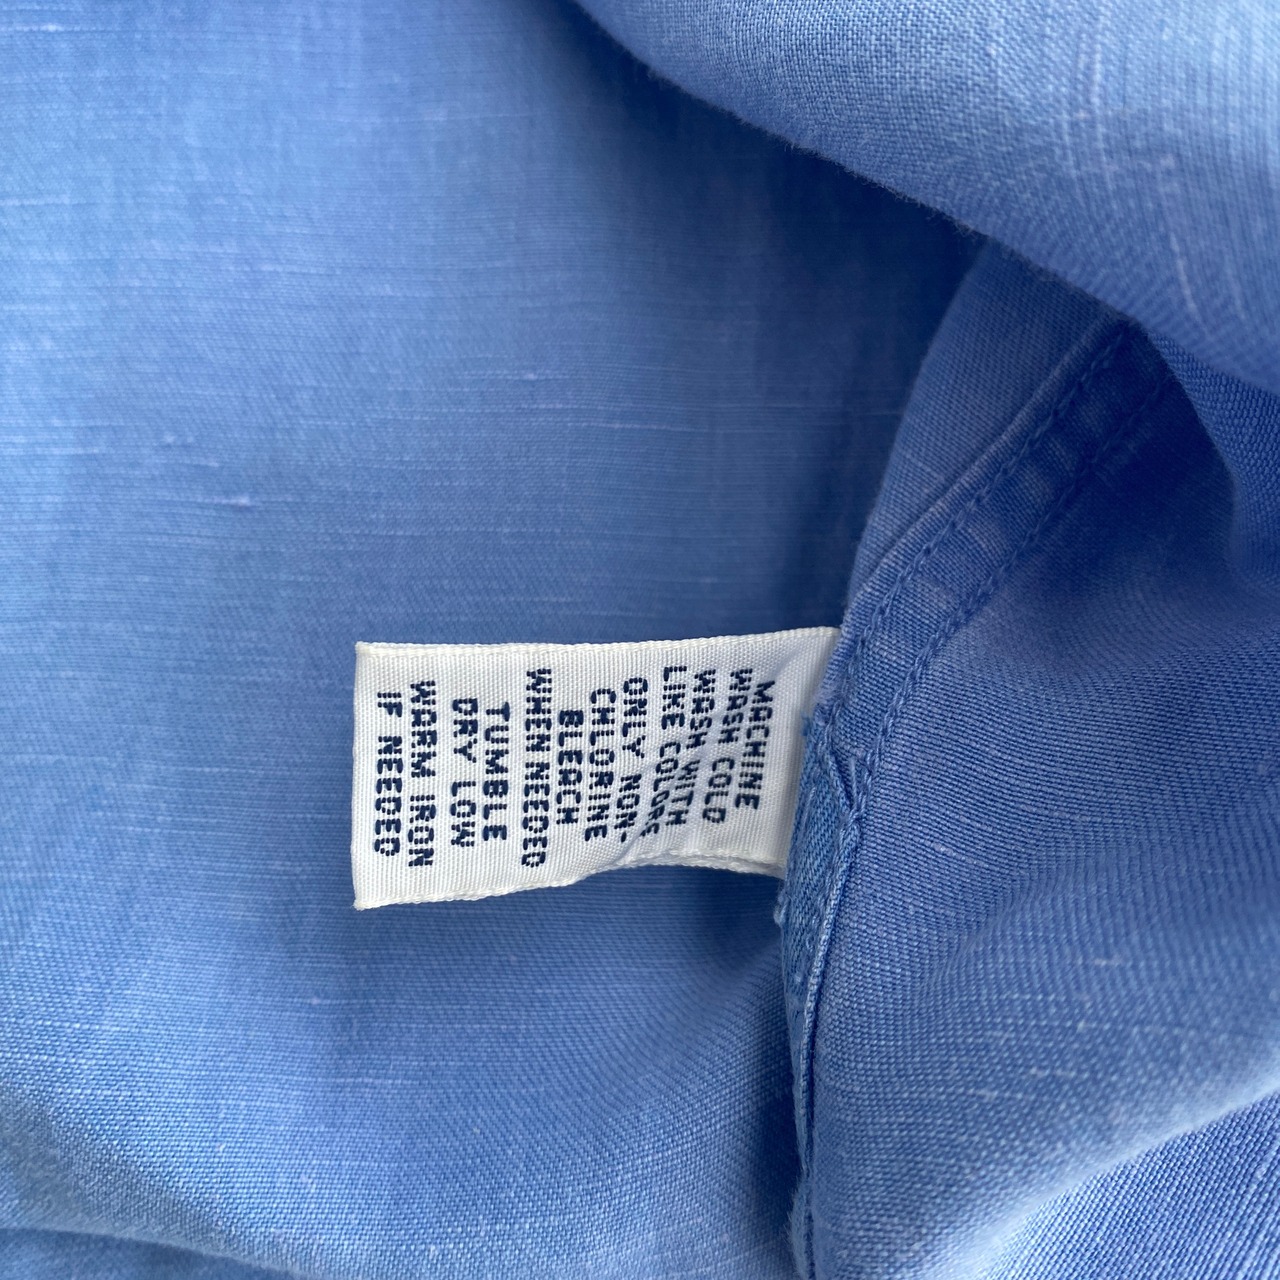 MACHINE
WASH COLD
WASH WITH
LIKE COLORS
ONLY NON-
CHLORINE
BLEACH
WHEN NEEDED
TUMBLE
DRY LOW
WARM IRON
IF NEEDED